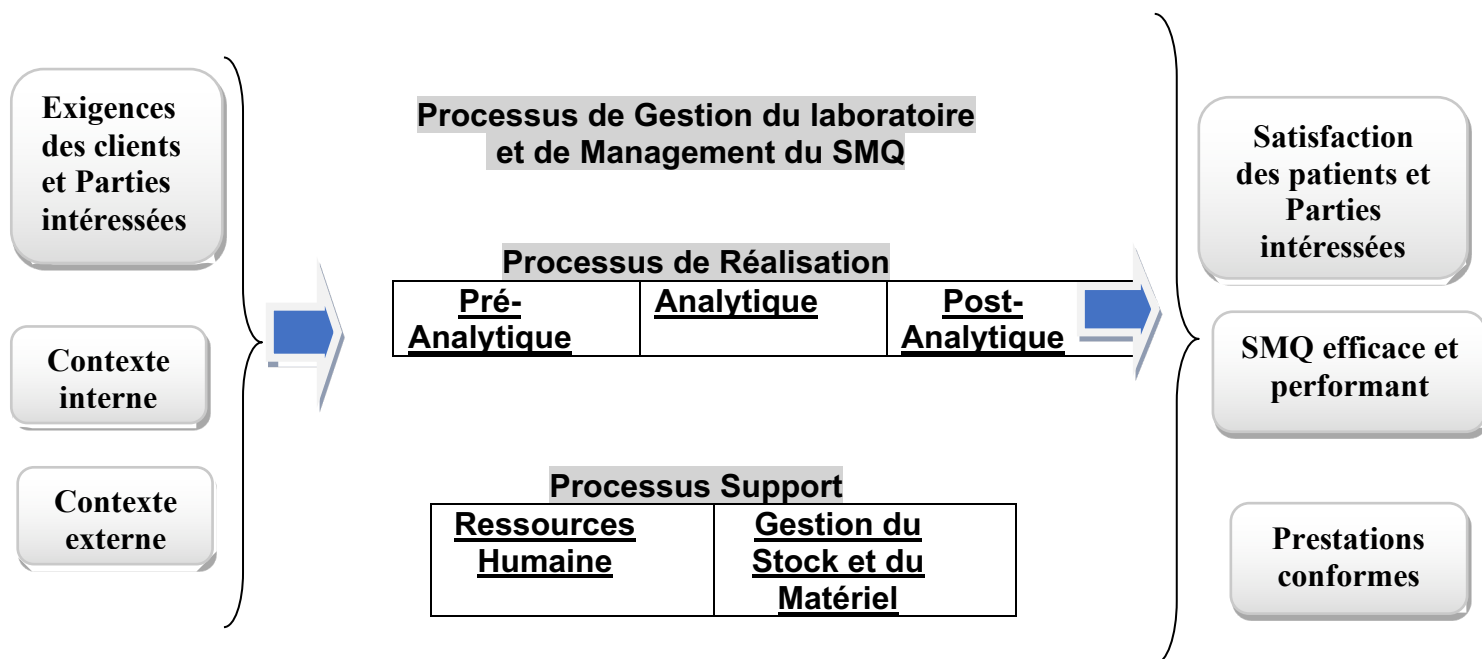 Exigences
des clients
et Parties
intéressées
Contexte
interne
Contexte
externe
Processus de Gestion du laboratoire
et de Management du SMQ
Processus de Réalisation
Pré-
Analytique
Analytique
Post-
Analytique
Processus Support
Ressources
Humaine
Gestion du
Stock et du
Matériel
Satisfaction
des patients et
Parties
intéressées
SMQ efficace et
performant
Prestations
conformes